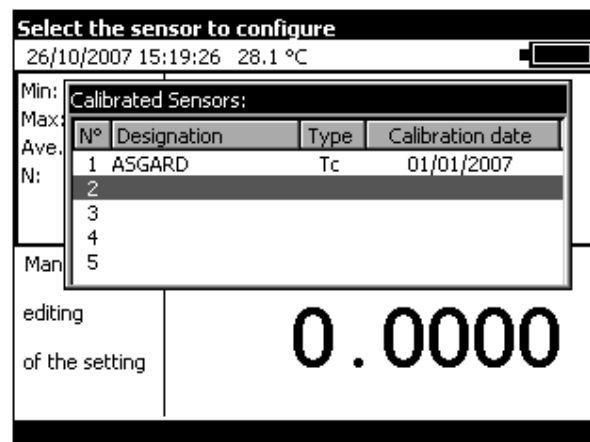 Select the sensor to configure
26/10/2007 15:19:26 28.1 °C
Min:
Max:
Ave.
N:
Calibrated Sensors:
N° Designation Type Calibration date
1 ASGARD Tc 01/01/2007
2
3
4
5
Man
editing
of the setting
0.0000